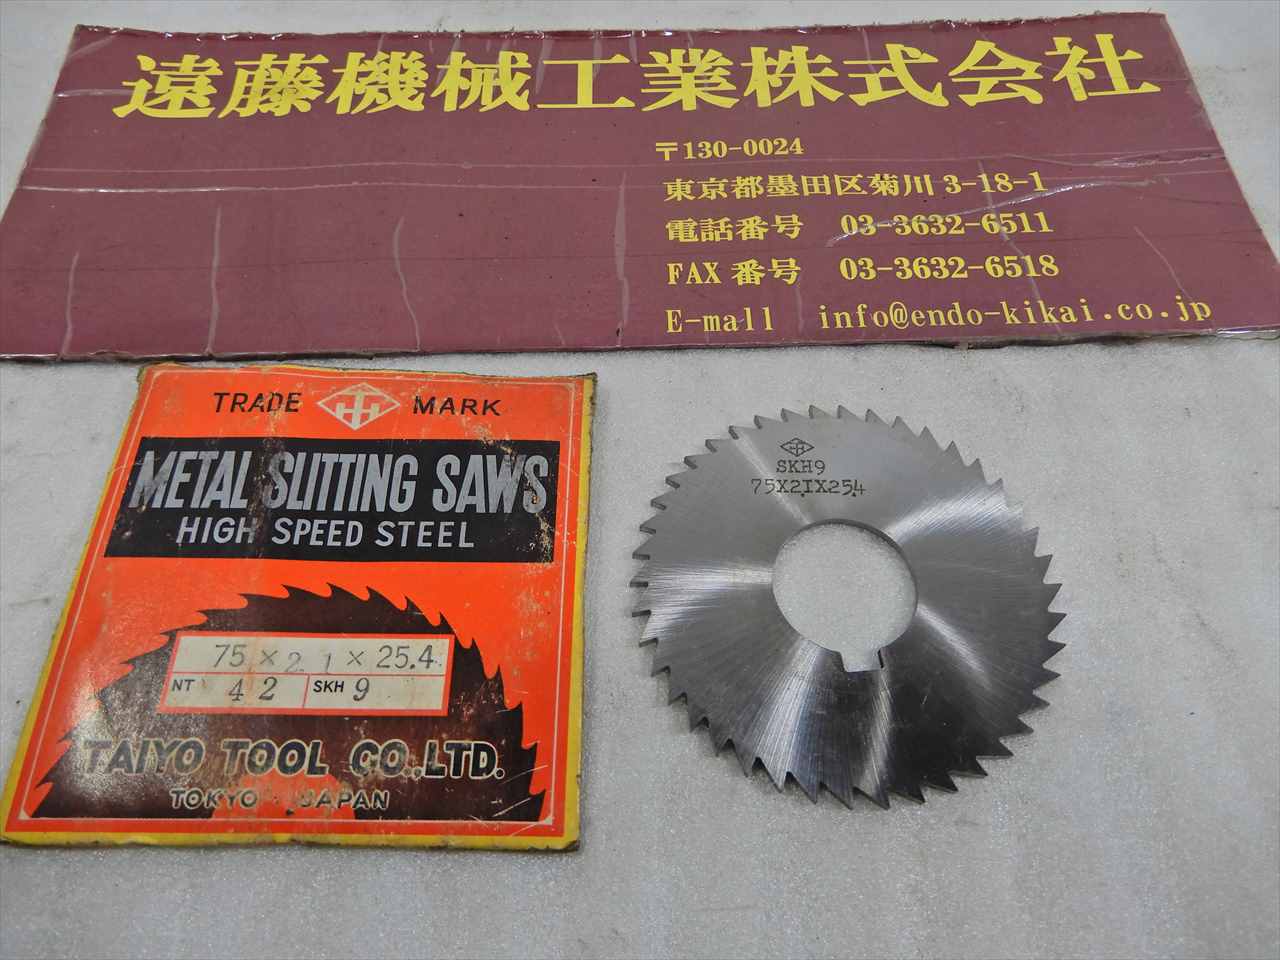 遠藤機械工業株式会社
〒130-0024
東京都墨田区菊川3-18-1
電話番号 03-3632-6511
FAX番号 03-3632-6518
E-mall info@endo-kikai.co.jp
TRADE MARK
METAL SLITTING SAWS
HIGH SPEED STEEL
75×2.1×25.4
NT 42 SKH 9
TAIYO TOOL CO.,LTD.
TOKYO JAPAN
SKH9
75X2.1X25.4